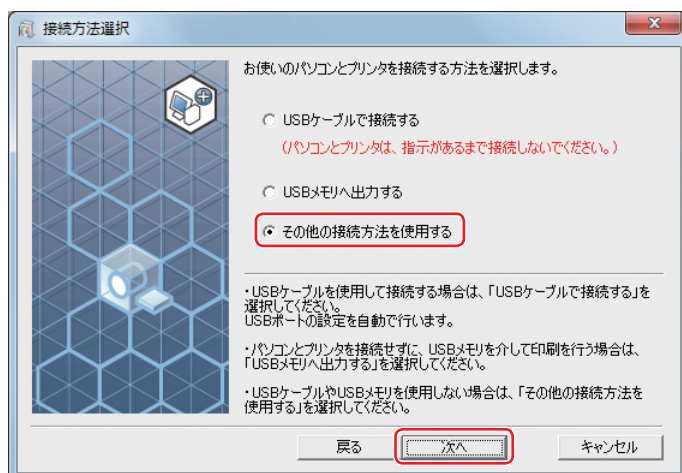 接続方法選択
お使いのパソコンとプリンタを接続する方法を選択します。
USBケーブルで接続する
(パソコンとプリンタは、指示があるまで接続しないでください。)
USBメモリへ出力する
その他の接続方法を使用する
・USBケーブルを使用して接続する場合は、「USBケーブルで接続する」を
選択してください。
USBポートの設定を自動で行います。
・パソコンとプリンタを接続せずに、USBメモリを介して印刷を行う場合は、
「USBメモリへ出力する」を選択してください。
・USBケーブルやUSBメモリを使用しない場合は、「その他の接続方法を
使用する」を選択してください。
戻る
次へ
キャンセル